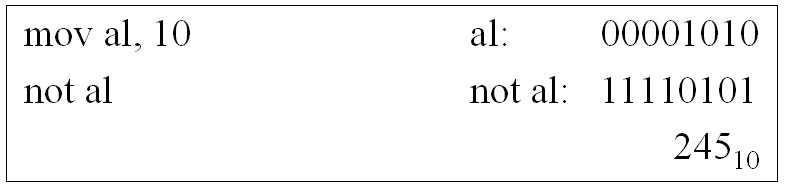 mov al, 10 al: 00001010
not al not al: 11110101
245₁₀